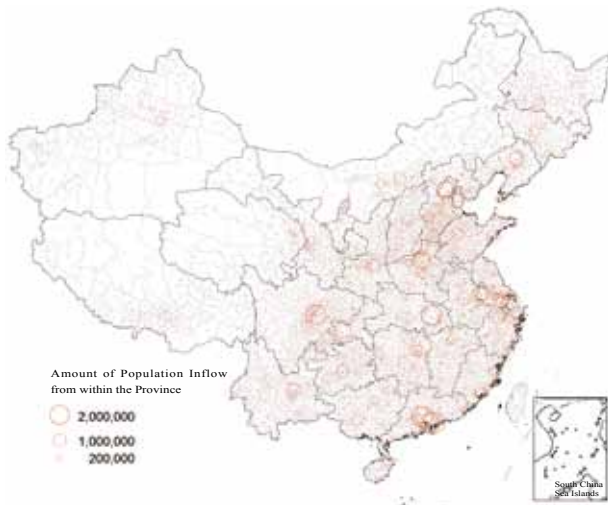 Amount of Population Inflow
from within the Province
2,000,000
1,000,000
200,000
South China
Sea Islands